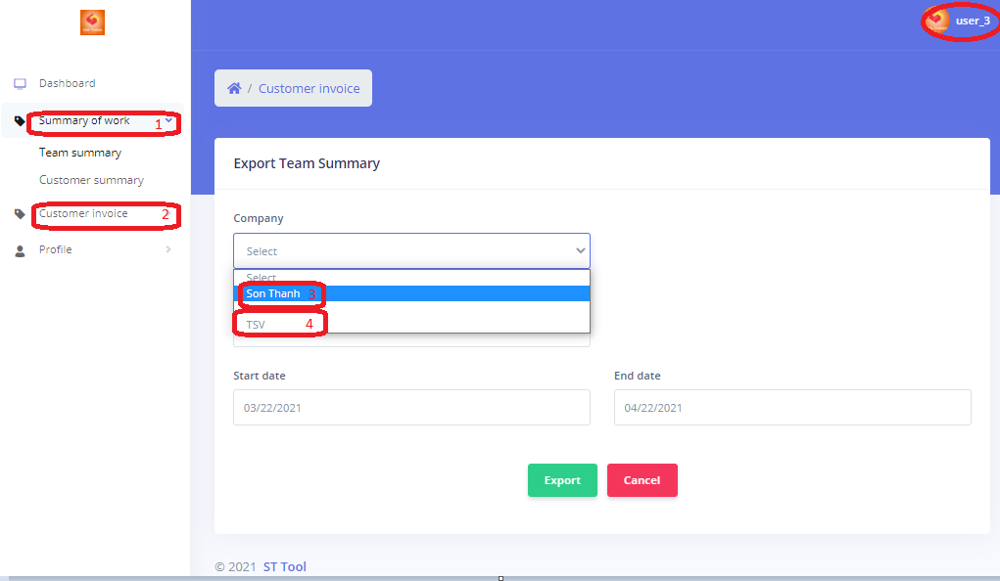 user_3
Dashboard
Summary of work 1
Team summary
Customer summary
Customer invoice 2
Profile
/ Customer invoice
Export Team Summary
Company
Select
Select
Son Thanh 3
TSV 4
Start date
End date
03/22/2021
04/22/2021
Export
Cancel
© 2021 ST Tool